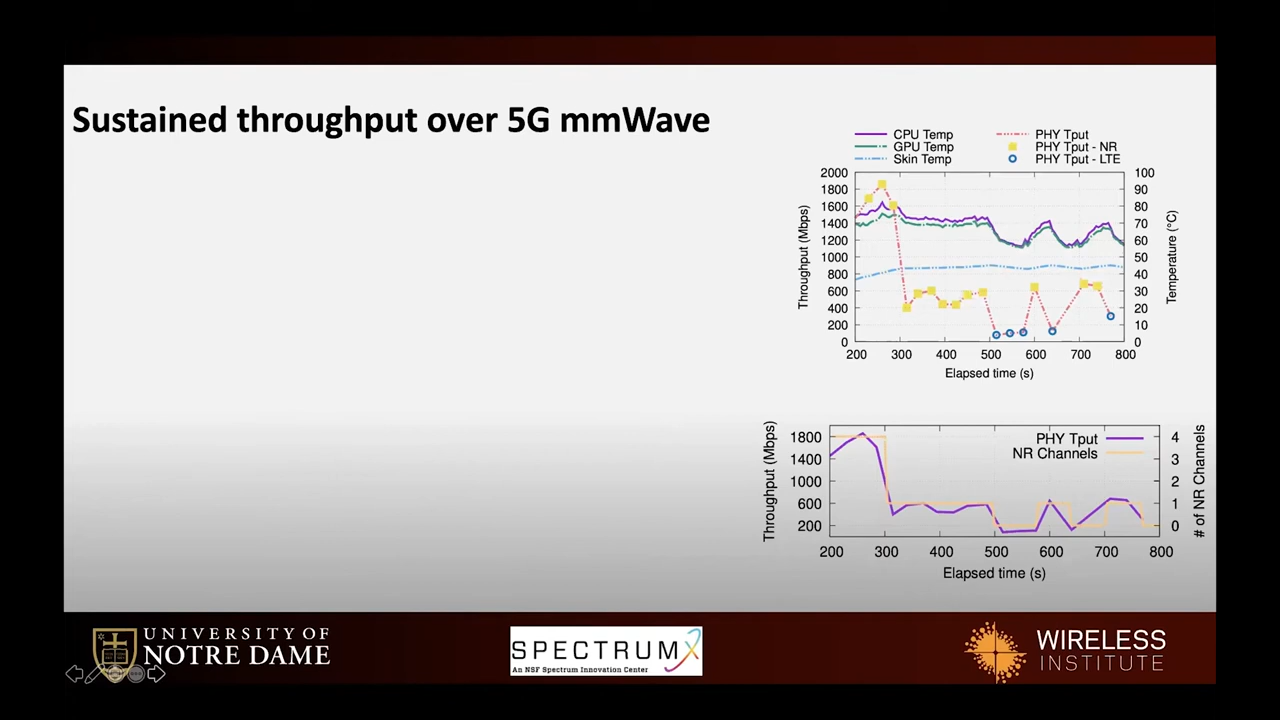 Sustained throughput over 5G mmWave
CPU Temp
GPU Temp
Skin Temp
PHY Tput
PHY Tput - NR
PHY Tput - LTE
2000
1800
1600
1400
1200
1000
800
600
400
200
0
Throughput (Mbps)
100
90
80
70
60
50
40
30
20
10
0
Temperature (°C)
200 300 400 500 600 700 800
Elapsed time (s)
PHY Tput
NR Channels
1800
1400
1000
600
200
Throughput (Mbps)
4
3
2
1
0
# of NR Channels
200 300 400 500 600 700 800
Elapsed time (s)
UNIVERSITY OF
NOTRE DAME
SPECTRUMX
An NSF Spectrum Innovation Center
WIRELESS
INSTITUTE